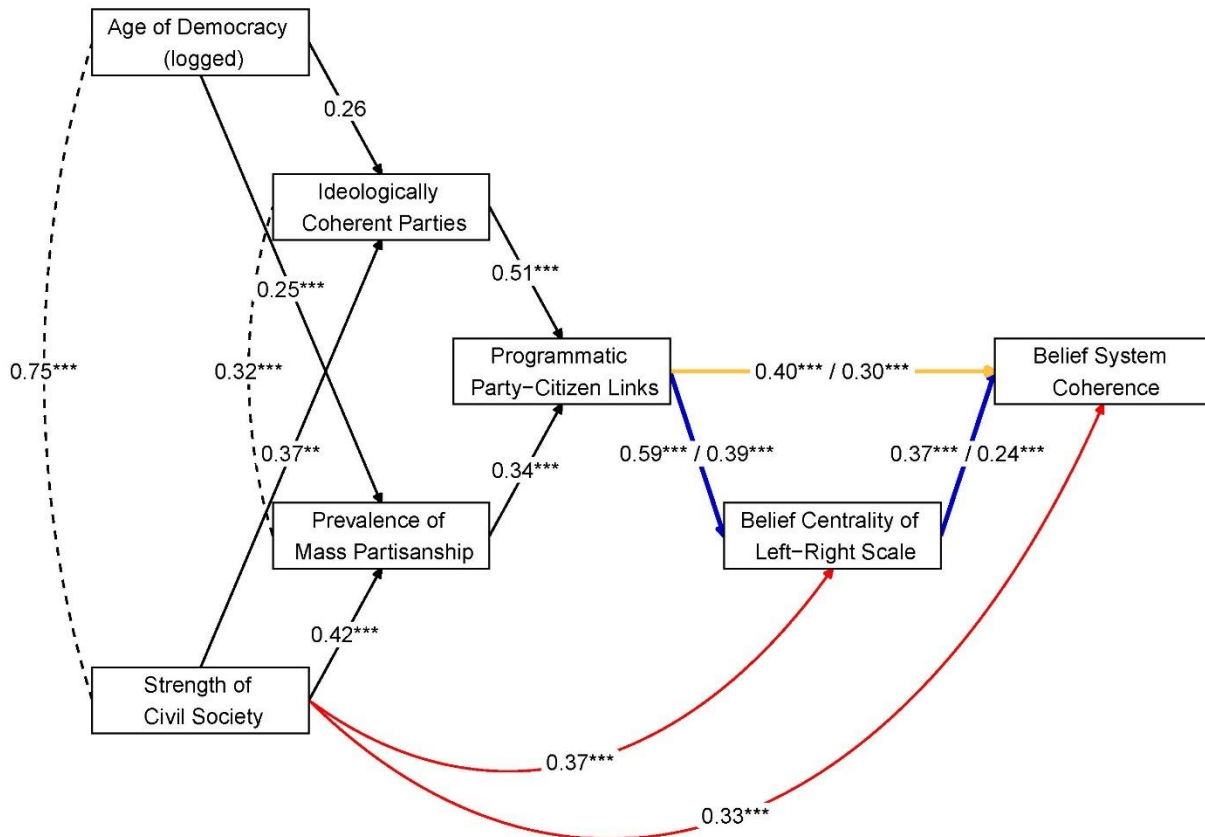 Age of Democracy
(logged)
0.26
Ideologically
Coherent Parties
0.51***
0.25***
Programmatic
Party−Citizen Links
0.40*** / 0.30***
Belief System
Coherence
0.75***
0.32***
0.37**
0.59*** / 0.39***
0.37*** / 0.24***
0.34***
Prevalence of
Mass Partisanship
Belief Centrality of
Left−Right Scale
0.42***
Strength of
Civil Society
0.37***
0.33***